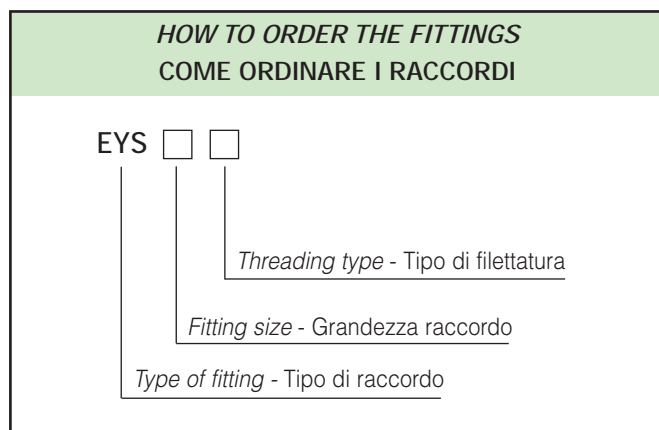 HOW TO ORDER THE FITTINGS
COME ORDINARE I RACCORDI
EYS
Threading type - Tipo di filettatura
Fitting size - Grandezza raccordo
Type of fitting - Tipo di raccordo